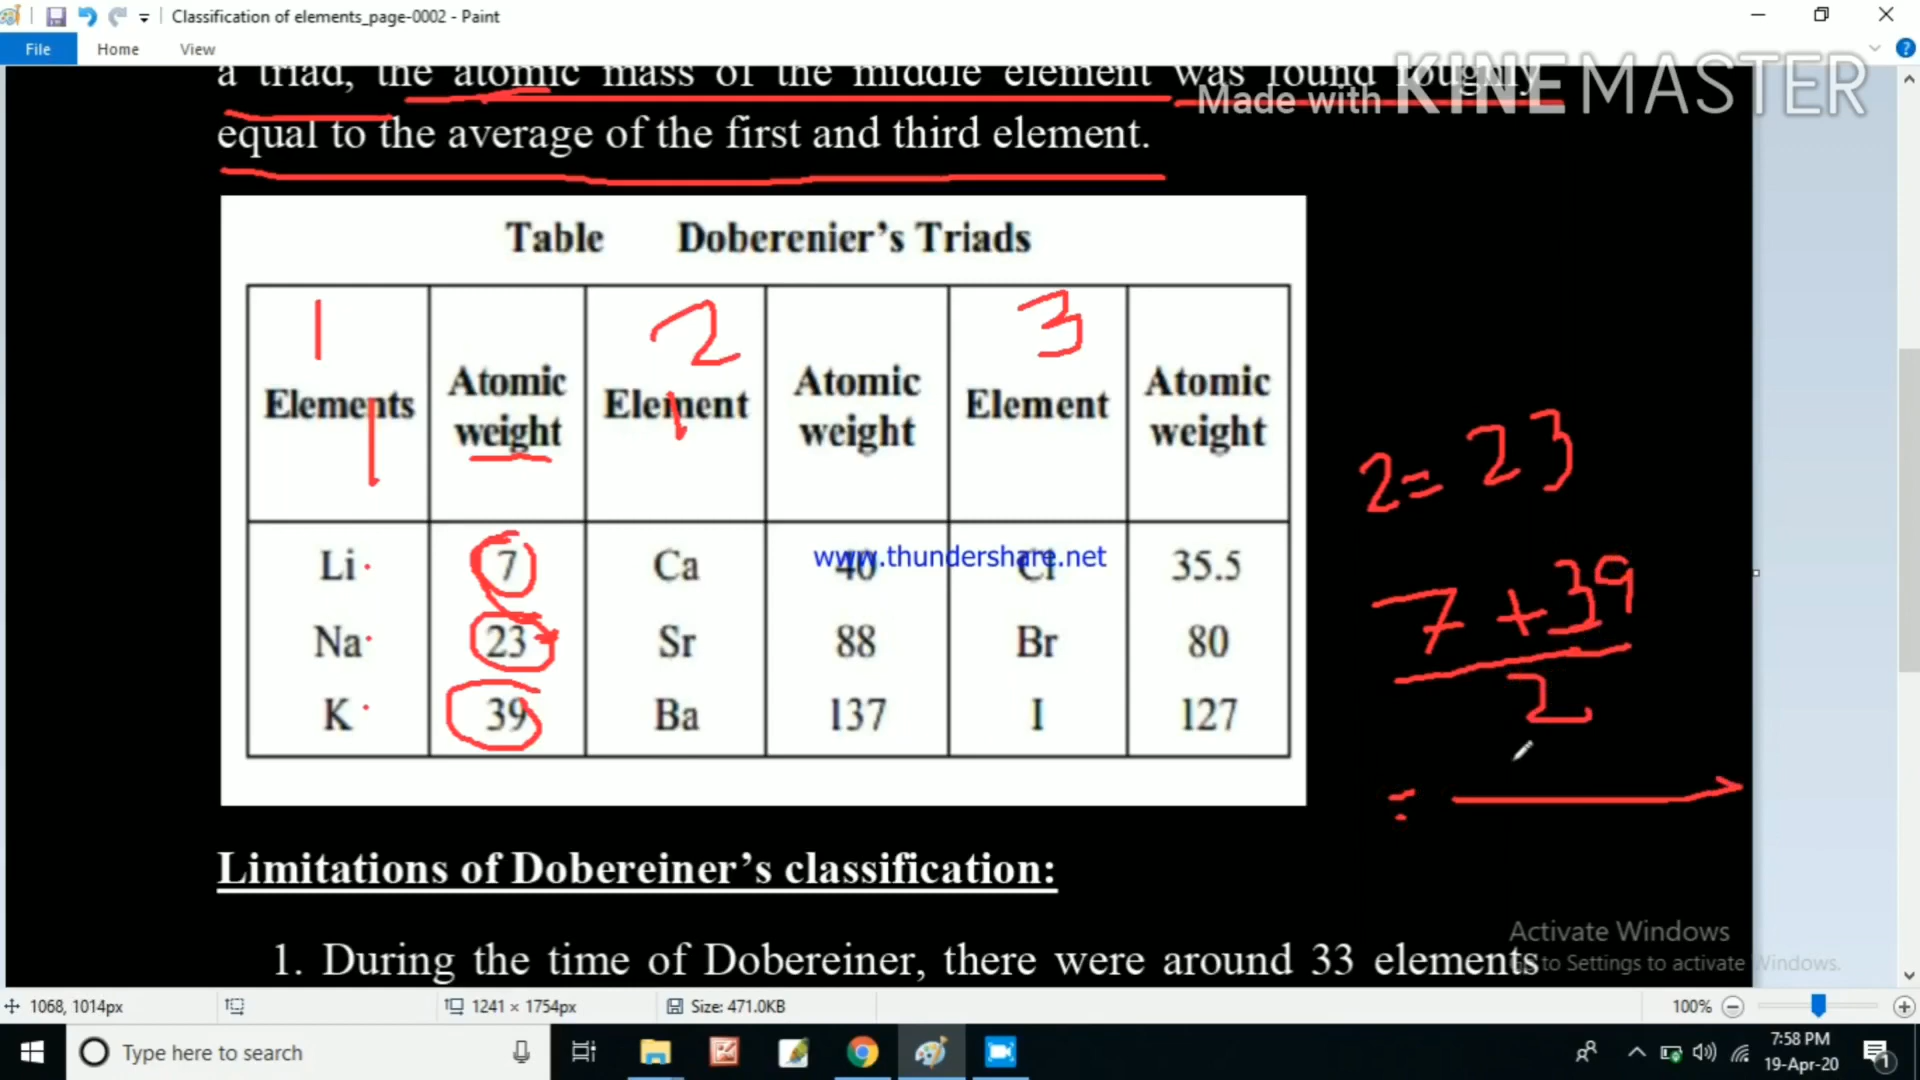 Classification of elements_page-0002 - Paint
File Home View
a triad, the atomic mass of the middle element was found roughly
Made with KINEMASTER
equal to the average of the first and third element.
Table Doberenier's Triads
1 2 3
Elements Atomic weight Element Atomic weight Element Atomic weight
2 = 23
Li 7 Ca 40 Cl 35.5
www.thundershare.net
7 + 39
Na 23 Sr 88 Br 80
2
K 39 Ba 137 I 127
=
Limitations of Dobereiner's classification:
Activate Windows
1. During the time of Dobereiner, there were around 33 elements
to Settings to activate Windows.
1068, 1014px 1241 × 1754px Size: 471.0KB 100%
Type here to search
7:58 PM
19-Apr-20
1